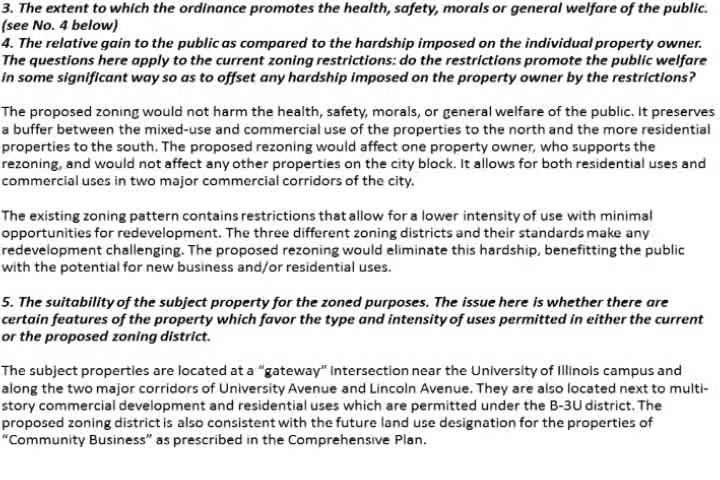 3. The extent to which the ordinance promotes the health, safety, morals or general welfare of the public.
(see No. 4 below)
4. The relative gain to the public as compared to the hardship imposed on the individual property owner.
The questions here apply to the current zoning restrictions: do the restrictions promote the public welfare
in some significant way so as to offset any hardship imposed on the property owner by the restrictions?
The proposed zoning would not harm the health, safety, morals, or general welfare of the public. It preserves
a buffer between the mixed-use and commercial use of the properties to the north and the more residential
properties to the south. The proposed rezoning would affect one property owner, who supports the
rezoning, and would not affect any other properties on the city block. It allows for both residential uses and
commercial uses in two major commercial corridors of the city.
The existing zoning pattern contains restrictions that allow for a lower intensity of use with minimal
opportunities for redevelopment. The three different zoning districts and their standards make any
redevelopment challenging. The proposed rezoning would eliminate this hardship, benefitting the public
with the potential for new business and/or residential uses.
5. The suitability of the subject property for the zoned purposes. The issue here is whether there are
certain features of the property which favor the type and intensity of uses permitted in either the current
or the proposed zoning district.
The subject properties are located at a “gateway” intersection near the University of Illinois campus and
along the two major corridors of University Avenue and Lincoln Avenue. They are also located next to multi-
story commercial development and residential uses which are permitted under the B-3U district. The
proposed zoning district is also consistent with the future land use designation for the properties of
“Community Business” as prescribed in the Comprehensive Plan.